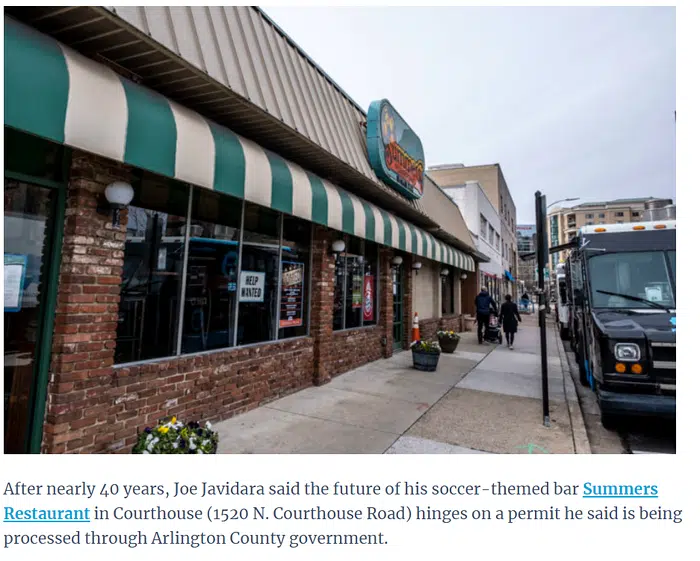 Summers
HELP
WANTED
After nearly 40 years, Joe Javidara said the future of his soccer-themed bar Summers
Restaurant in Courthouse (1520 N. Courthouse Road) hinges on a permit he said is being
processed through Arlington County government.